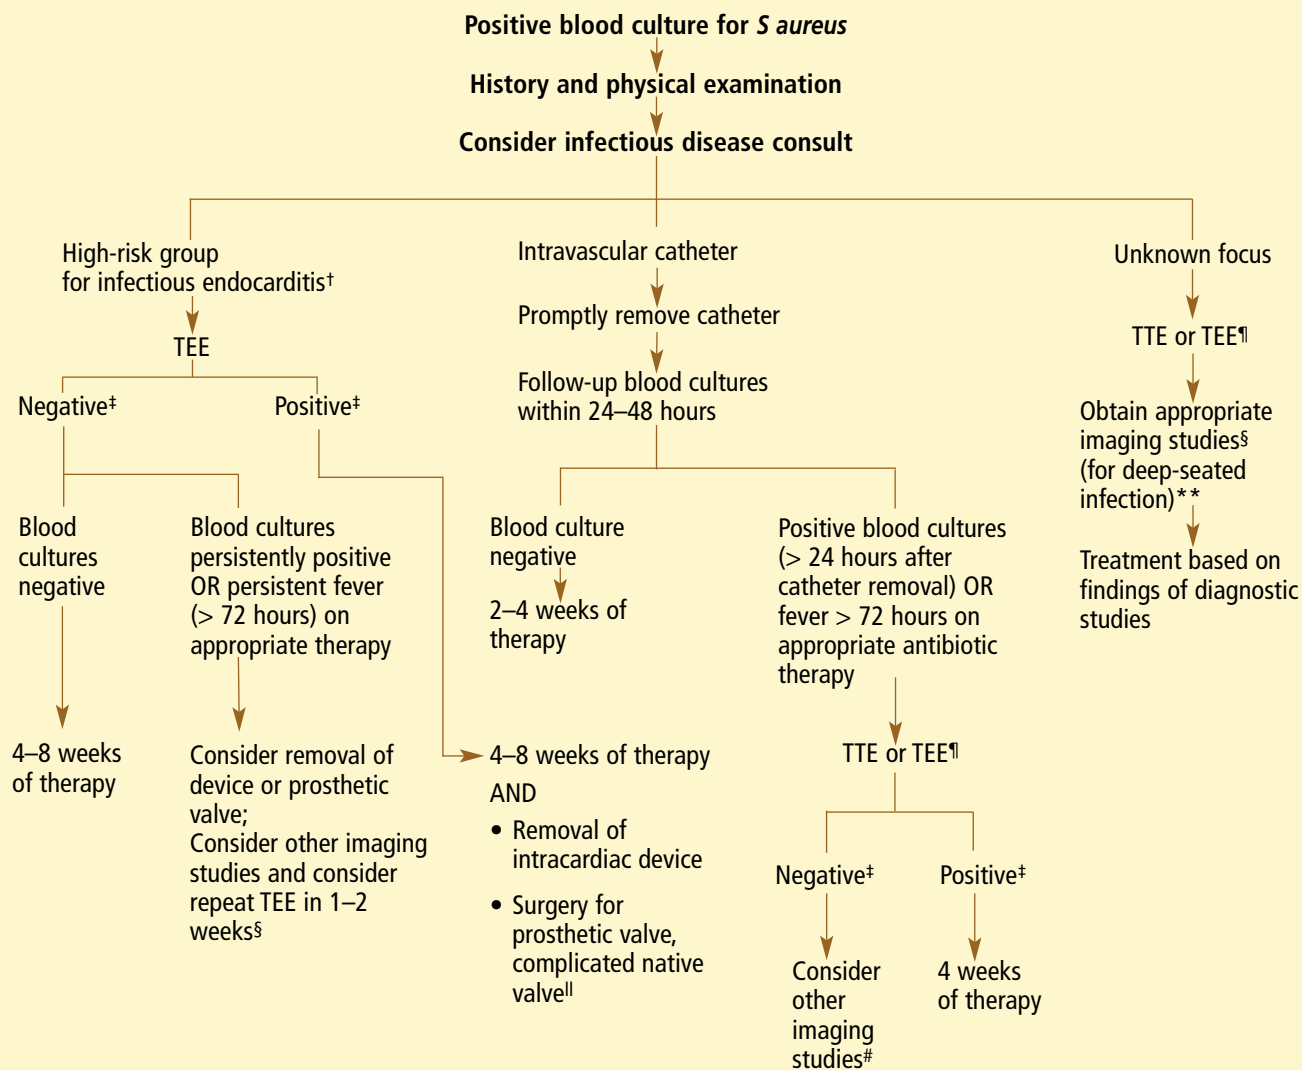 Positive blood culture for S aureus
History and physical examination
Consider infectious disease consult
High-risk group
for infectious endocarditis†
TEE
Negative‡
Positive‡
Blood
cultures
negative
4–8 weeks
of therapy
Blood cultures
persistently positive
OR persistent fever
(> 72 hours) on
appropriate therapy
Consider removal of
device or prosthetic
valve;
Consider other imaging
studies and consider
repeat TEE in 1–2
weeks§
4–8 weeks of therapy
AND
• Removal of
intracardiac device
• Surgery for
prosthetic valve,
complicated native
valve||
Intravascular catheter
Promptly remove catheter
Follow-up blood cultures
within 24–48 hours
Blood culture
negative
2–4 weeks of
therapy
Positive blood cultures
(> 24 hours after
catheter removal) OR
fever > 72 hours on
appropriate antibiotic
therapy
TTE or TEE¶
Negative‡
Positive‡
Consider
other
imaging
studies#
4 weeks
of therapy
Unknown focus
TTE or TEE¶
Obtain appropriate
imaging studies§
(for deep-seated
infection)**
Treatment based on
findings of diagnostic
studies